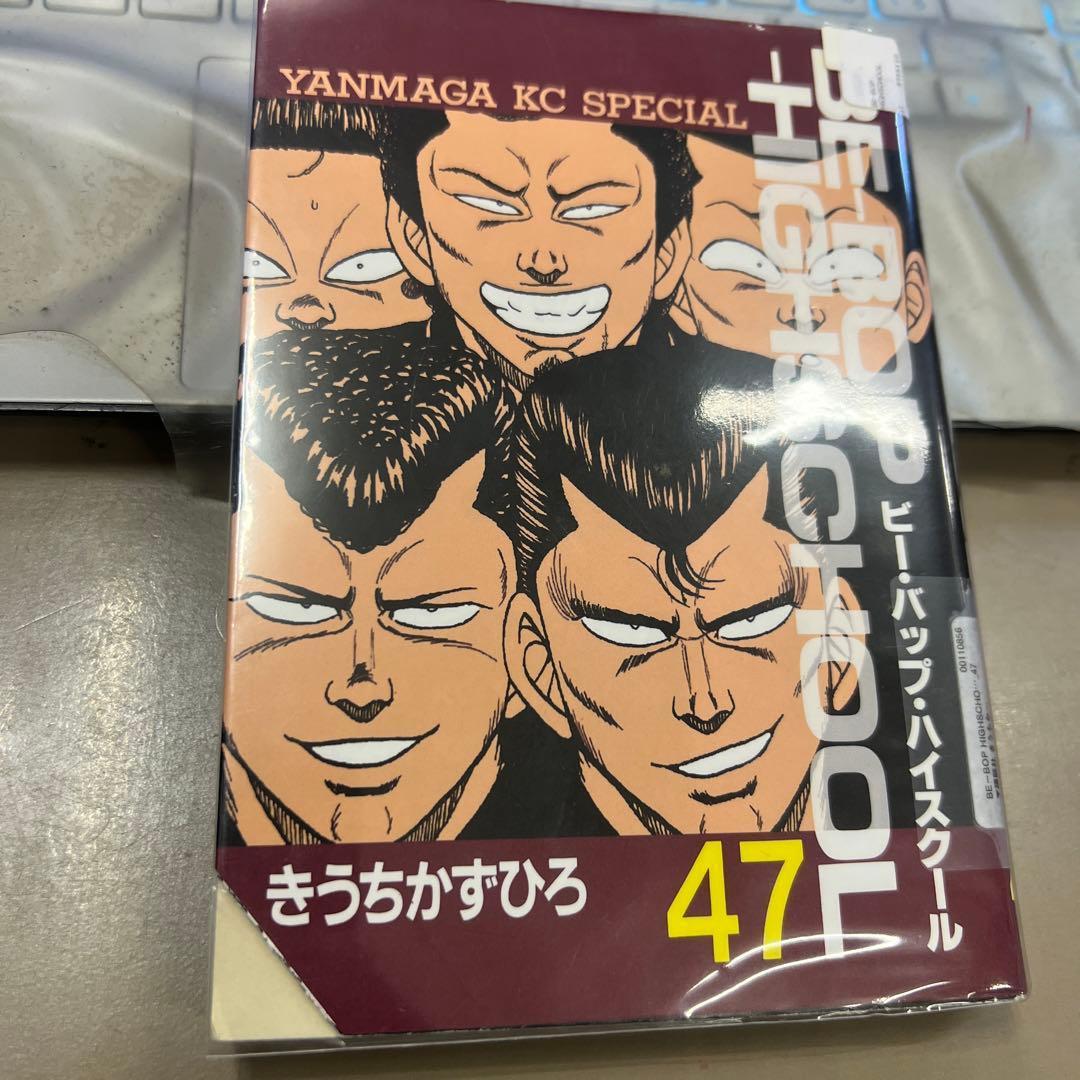 YANMAGA KC SPECIAL
BE-BOP
-HIGHSCHOOL
ビー・バップ・ハイスクール
00110856
BE-BOP HIGHSCHO… 47
きうちかずひろ
47